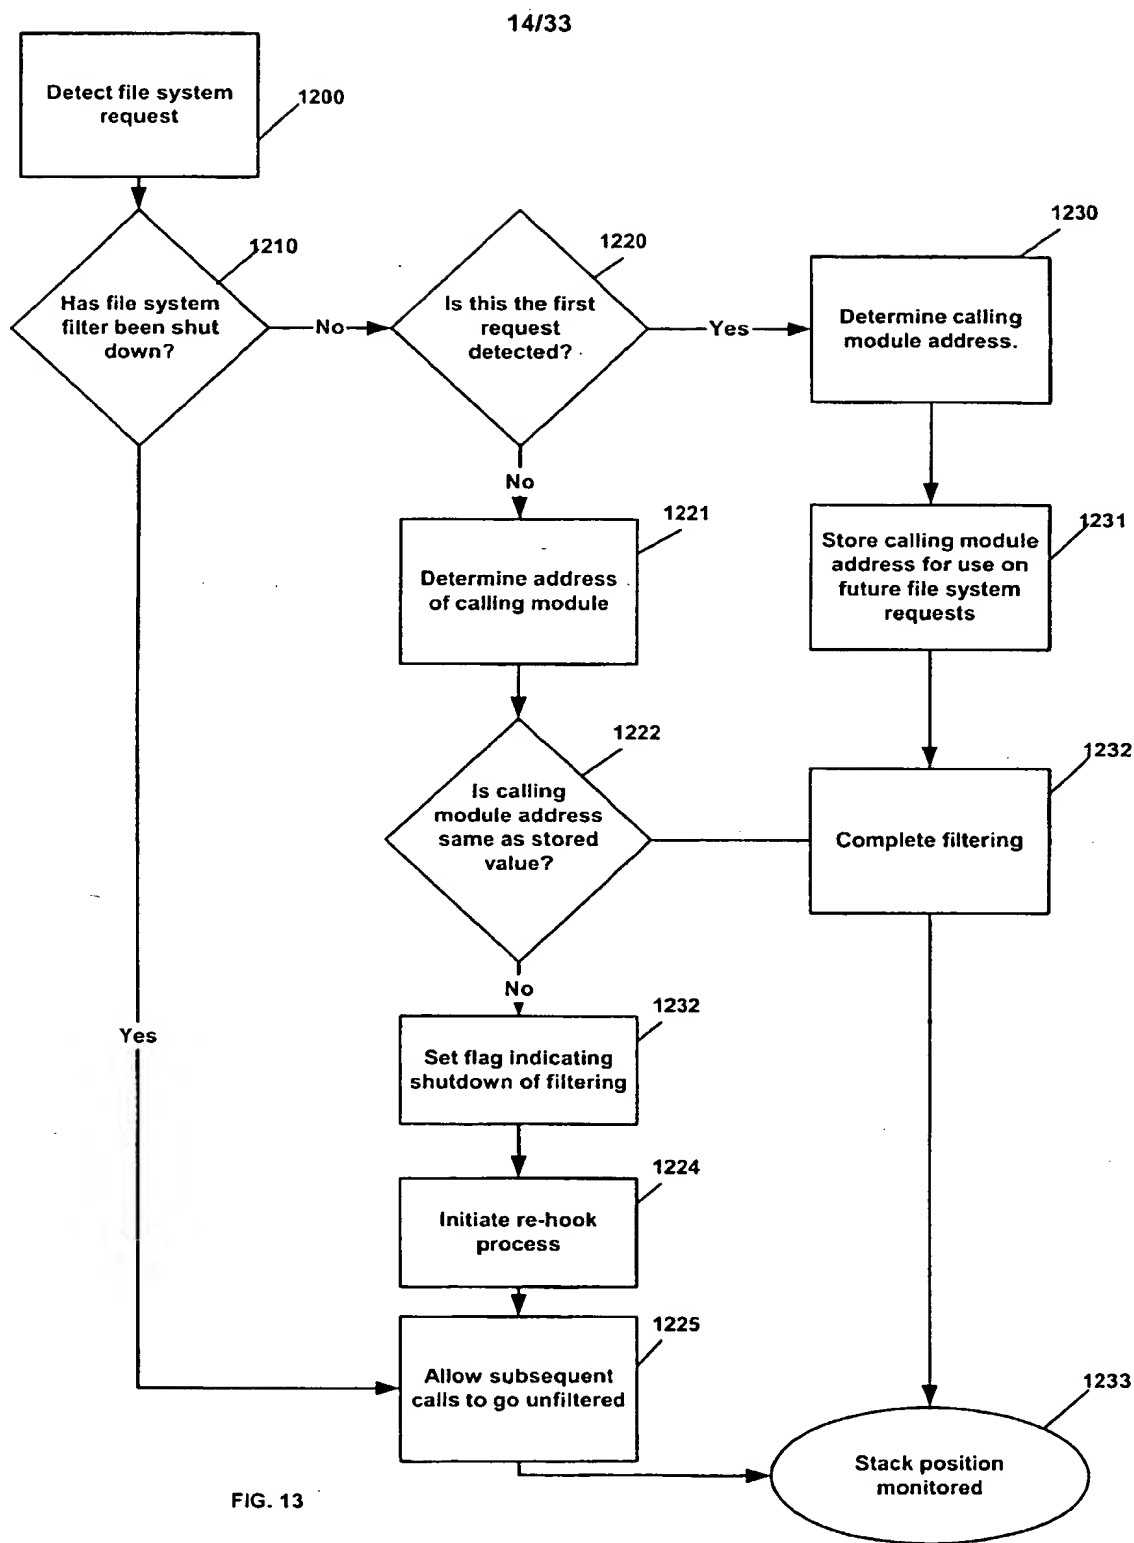 14/33
Detect file system
request
1200
Has file system
filter been shut
down?
1210
No
Is this the first
request
detected?
1220
Yes
Determine calling
module address.
1230
No
Determine address
of calling module
1221
Store calling module
address for use on
future file system
requests
1231
Is calling
module address
same as stored
value?
1222
Complete filtering
1232
No
Yes
Set flag indicating
shutdown of filtering
1232
Initiate re-hook
process
1224
Allow subsequent
calls to go unfiltered
1225
Stack position
monitored
1233
FIG. 13